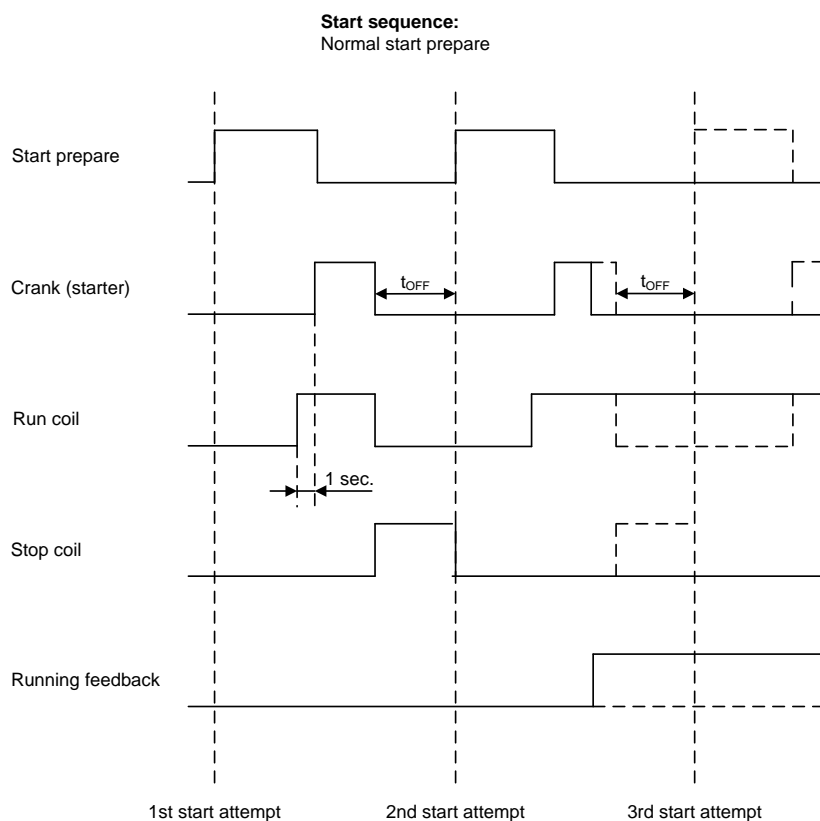 Start sequence:
Normal start prepare
Start prepare
Crank (starter)
tOFF
tOFF
Run coil
1 sec.
Stop coil
Running feedback
1st start attempt
2nd start attempt
3rd start attempt